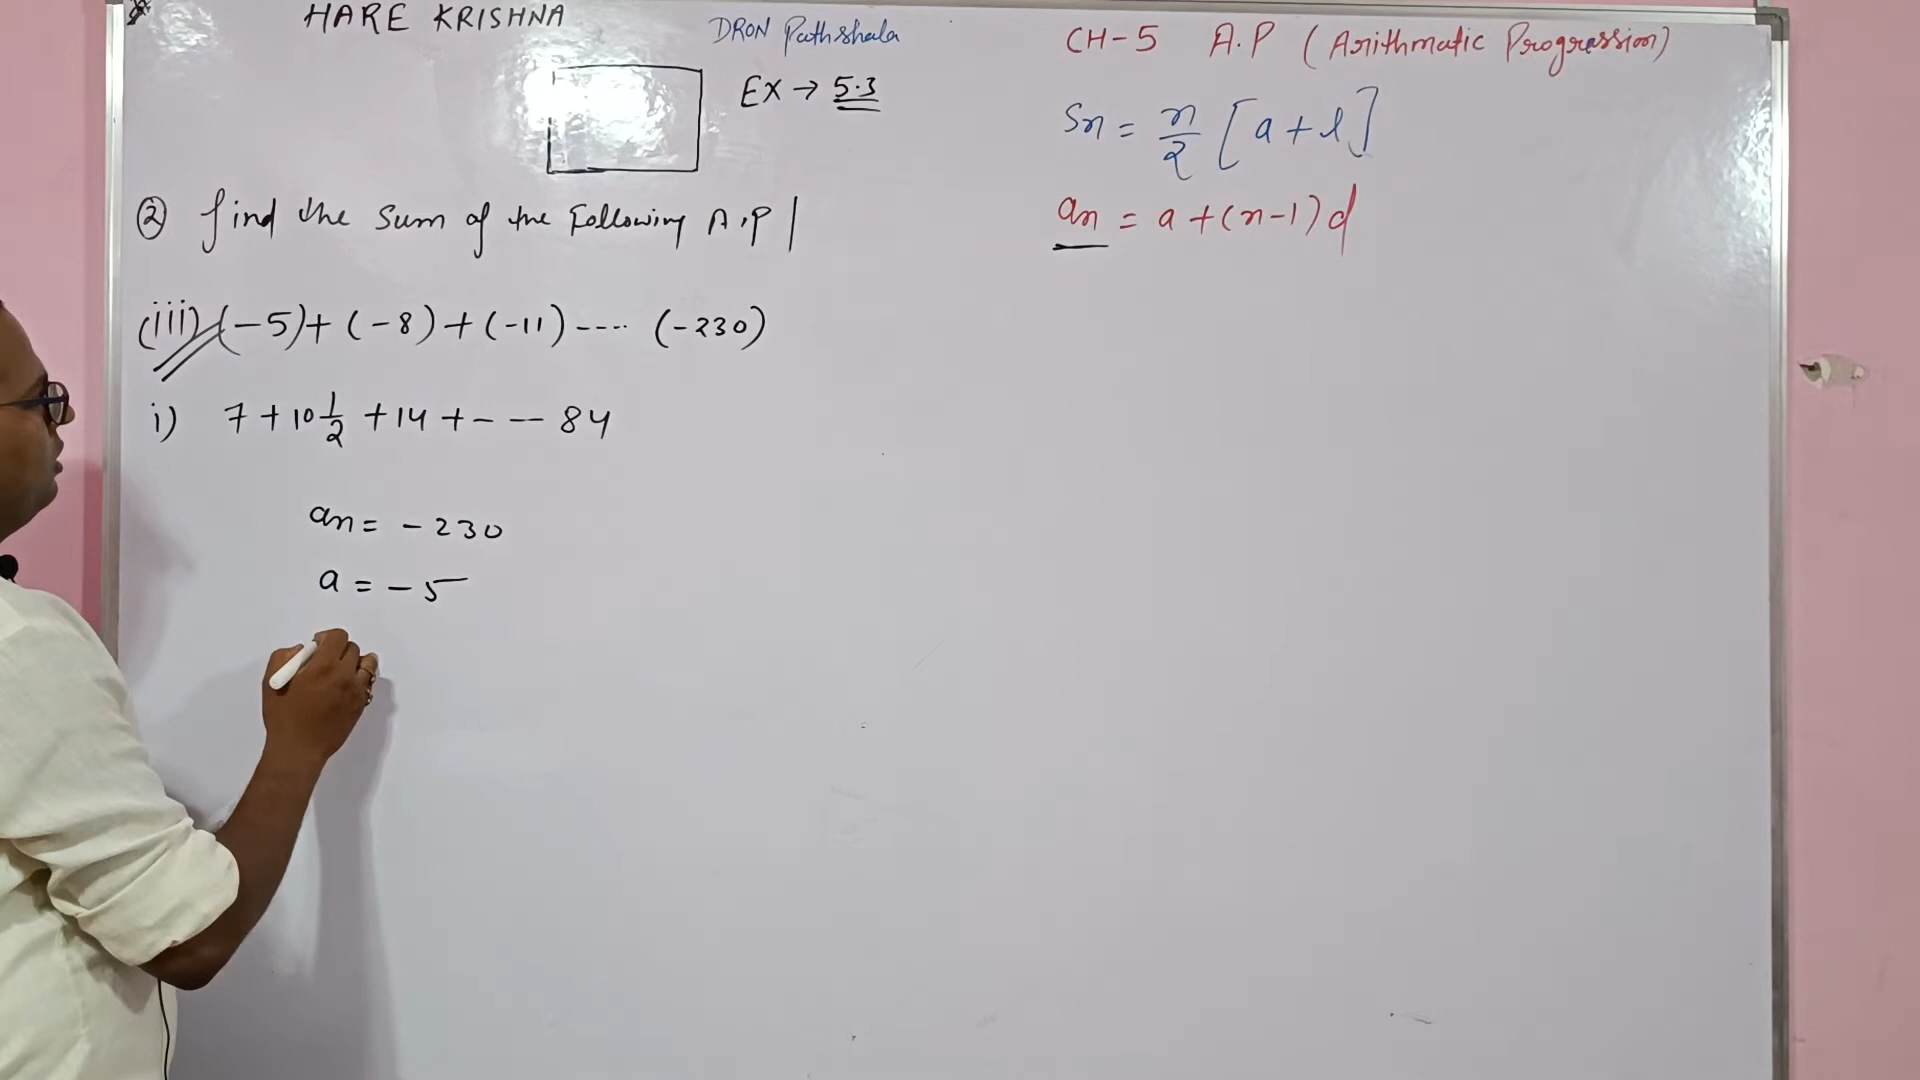 HARE KRISHNA
DRON Pathshala
CH-5 A.P (Arithmatic Progression)
EX → 5.3
Sn = n/2 [a + l]
an = a + (n-1) d
② find the sum of the following A.P |
(iii) (-5) + (-8) + (-11) ---- (-230)
i) 7 + 10 1/2 + 14 + - -- 84
an = - 230
a = - 5